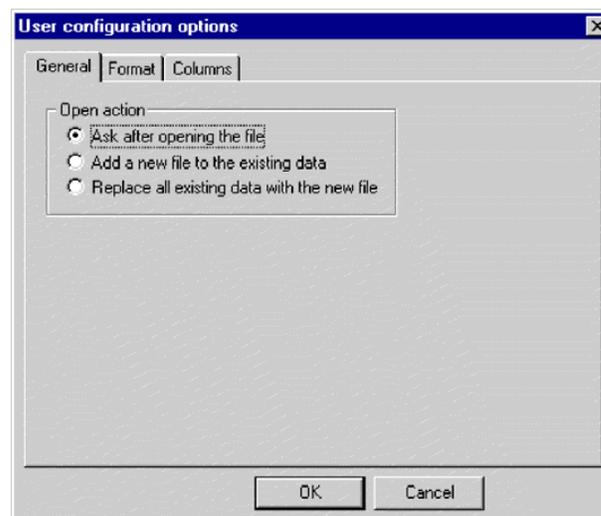 User configuration options
General Format Columns
Open action
Ask after opening the file
Add a new file to the existing data
Replace all existing data with the new file
OK Cancel